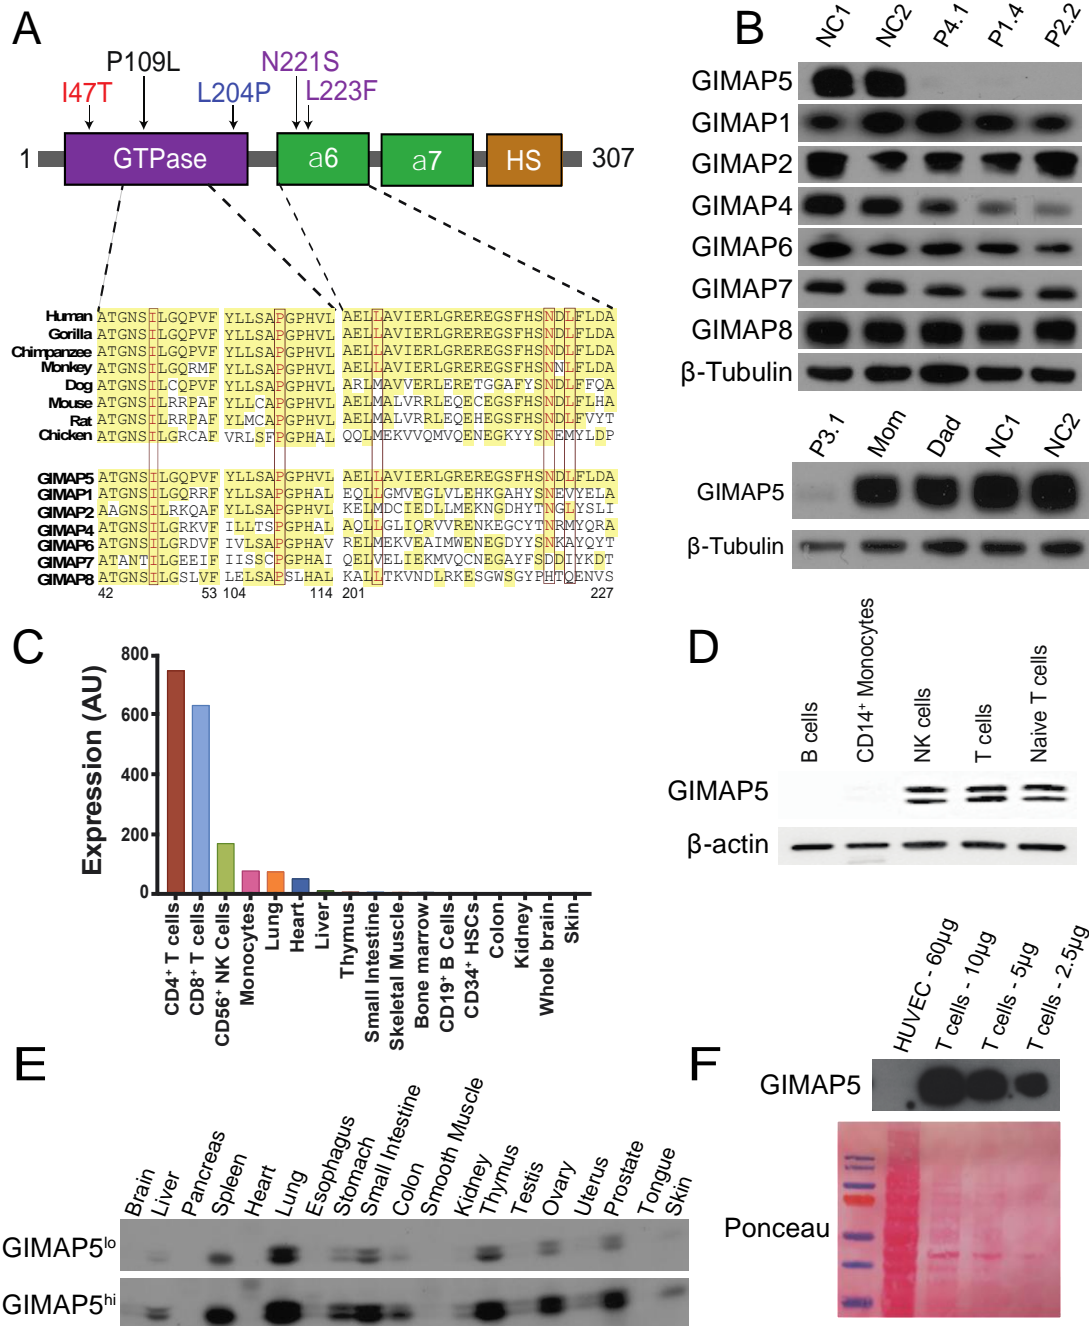 A
P109L
N221S
I47T
L204P
L223F
1
GTPase
a6
a7
HS
307
Human ATGNSILGQPVF YLLSAPGPHVL AELLAVIERLGREREGSFHSNDLFLDA
Gorilla ATGNSILGQPVF YLLSAPGPHVL AELLAVIERLGREREGSFHSNDLFLDA
Chimpanzee ATGNSILGQPVF YLLSAPGPHVL AELLAVIERLGREREGSFHSNDLFLDA
Monkey ATGNSILGQRMF YLLSAPGPHVL AELLAVIERLGREREGSFHSNNLFLDA
Dog ATGNSILCQPVF YLLSAPGPHVL ARLMAVVERLERETGGAFYSNDLFFQA
Mouse ATGNSILRRPAF YLLCAPGPHVL AELMALVRRLEQECEGSFHSNDLFLHA
Rat ATGNSILRRPAF YLMCAPGPHVL AELMALVRRLEQEHEGSFHSNDLFVYT
Chicken ATGNSILGRCAF VRLSFPGPHAL QQLMEKVVQMVQENEGKYYSNEMYLDP
GIMAP5 ATGNSILGQPVF YLLSAPGPHVL AELLAVIERLGREREGSFHSNDLFLDA
GIMAP1 ATGNSILGQRRF YVLSAPGPHAL EQLLGMVEGLVLEHKGAHYSNEVYELA
GIMAP2 AAGNSILRKQAF YLLSAPGPHVL MELLMDCIEDLLMEKNGDHYTNGLYSLI
GIMAP4 ATGNSILGRKVF ILLTSPGPHAL AQLLGLIQRVVRENKEGCYTNRMYQRA
GIMAP6 ATGNSILGRDVF IVLSAPGPHAV RELMEKVEAIMWENEGDYYSNKAYQYT
GIMAP7 ATANTILGEEIF IISSCPGPHAI QELVELIEKMVQCNEGAYFSDDIYKDT
GIMAP8 ATGNSILGSLVF LELSAPSLHAL KALLTKVNDLRKESGWSGYPHTQENVS
42 53 104 114 201 227
B
NC1 NC2 P4.1 P1.4 P2.2
GIMAP5
GIMAP1
GIMAP2
GIMAP4
GIMAP6
GIMAP7
GIMAP8
β-Tubulin
P3.1 Mom Dad NC1 NC2
GIMAP5
β-Tubulin
C
Expression (AU)
800
600
400
200
0
CD4⁺ T cells
CD8⁺ T cells
CD56⁺ NK Cells
Monocytes
Lung
Heart
Liver
Thymus
Small Intestine
Skeletal Muscle
Bone marrow
CD19⁺ B Cells
CD34⁺ HSCs
Colon
Kidney
Whole brain
Skin
D
B cells
CD14⁺ Monocytes
NK cells
T cells
Naive T cells
GIMAP5
β-actin
E
Brain
Liver
Pancreas
Spleen
Heart
Lung
Esophagus
Stomach
Small Intestine
Colon
Smooth Muscle
Kidney
Thymus
Testis
Ovary
Uterus
Prostate
Tongue
Skin
GIMAP5ˡᵒ
GIMAP5ʰⁱ
F
HUVEC - 60µg
T cells - 10µg
T cells - 5µg
T cells - 2.5µg
GIMAP5
Ponceau